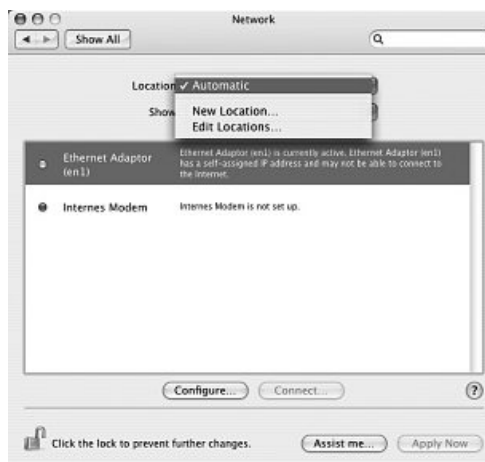 Network
Show All
Location ✓ Automatic
New Location...
Edit Locations...
Show
Ethernet Adaptor
(en1)
Ethernet Adaptor (en1) is currently active. Ethernet Adaptor (en1)
has a self-assigned IP address and may not be able to connect to
the Internet.
Internes Modem
Internes Modem is not set up.
Configure...
Connect...
?
Click the lock to prevent further changes.
Assist me...
Apply Now